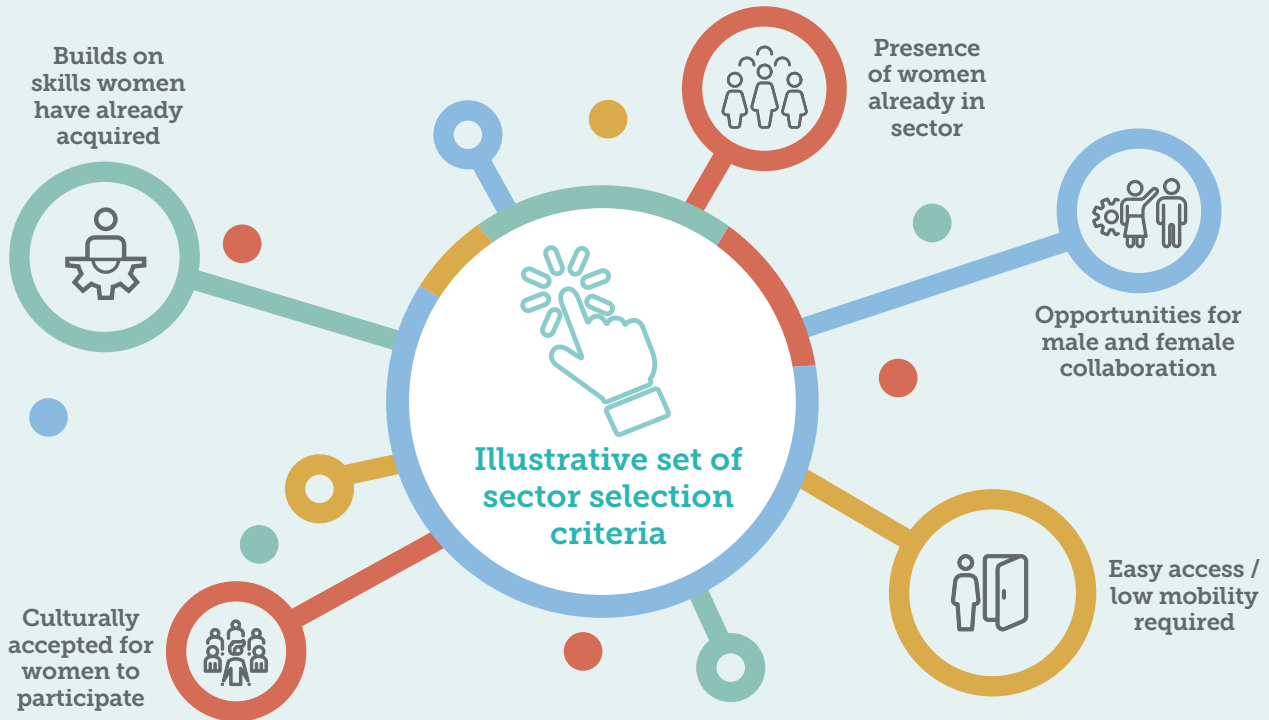 Builds on
skills women
have already
acquired
Presence
of women
already in
sector
Opportunities for
male and female
collaboration
Illustrative set of
sector selection
criteria
Easy access /
low mobility
required
Culturally
accepted for
women to
participate